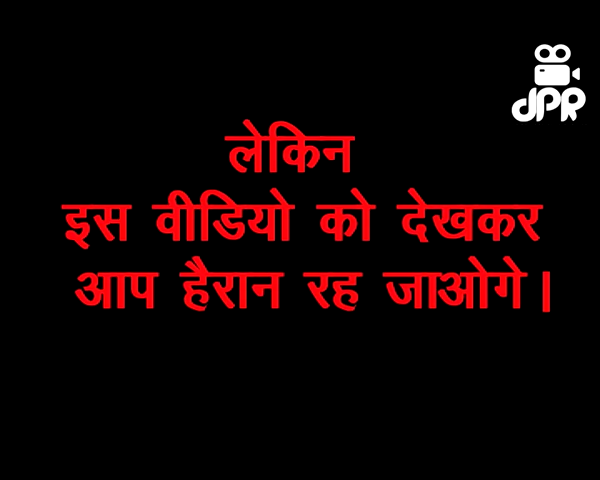 dPR
लेकिन
इस वीडियो को देखकर
आप हैरान रह जाओगे।